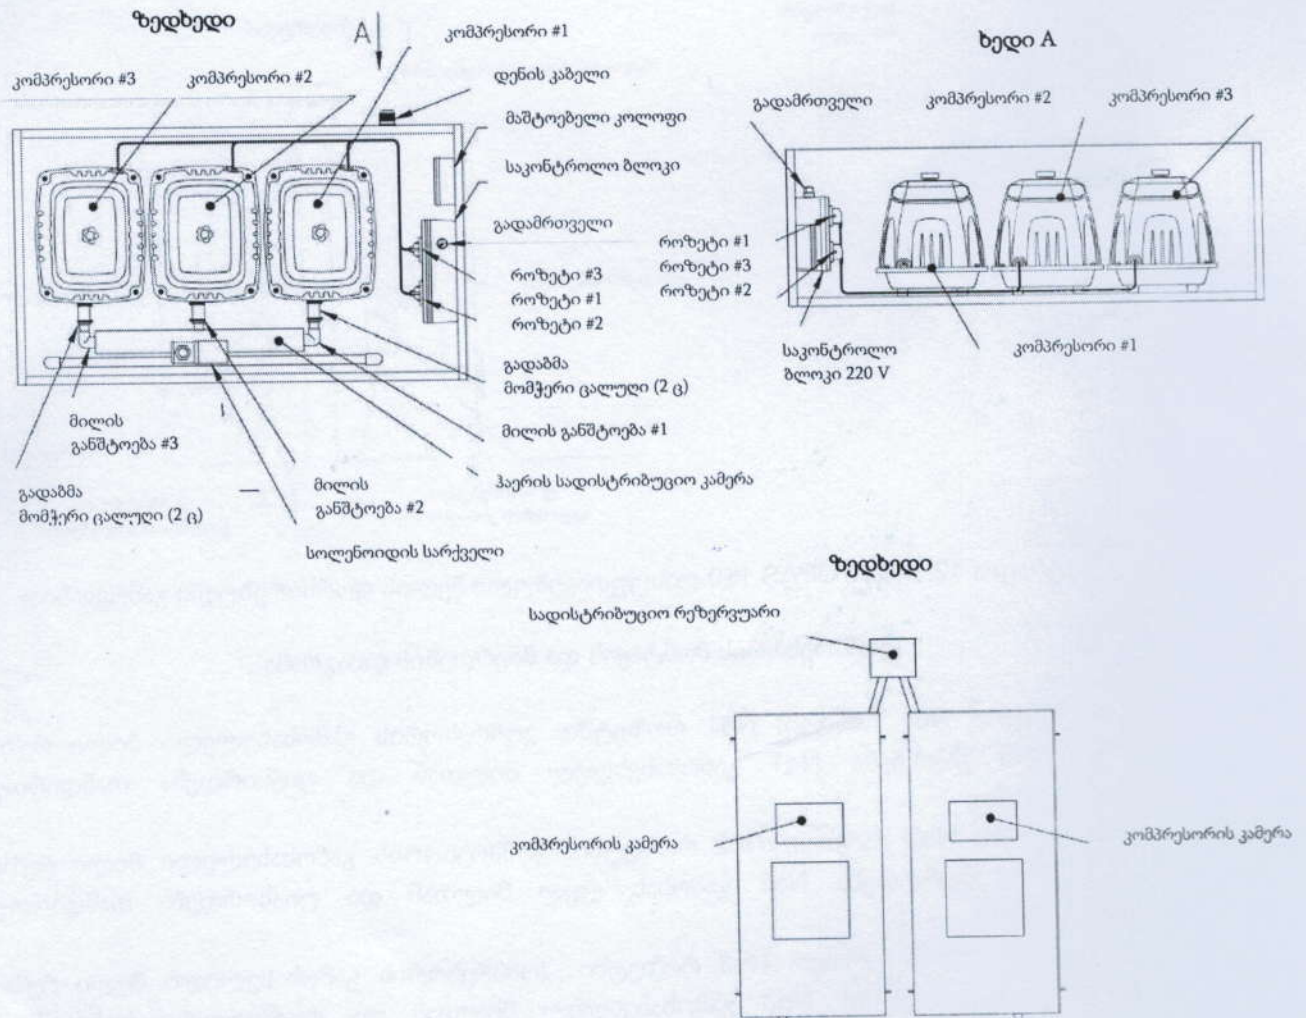 ზედხედი
A
კომპრესორი #1
კომპრესორი #3
კომპრესორი #2
დენის კაბელი
მაშტოებელი კოლოფი
საკონტროლო ბლოკი
გადამრთველი
როზეტი #3
როზეტი #1
როზეტი #2
გადაბმა
მომჭერი ცალუღი (2 ც)
მილის განშტოება #1
ჰაერის სადისტრიბუციო კამერა
მილის
განშტოება #3
გადაბმა
მომჭერი ცალუღი (2 ც)
მილის
განშტოება #2
სოლენოიდის სარქველი
ხედი A
გადამრთველი
კომპრესორი #2
კომპრესორი #3
როზეტი #1
როზეტი #3
როზეტი #2
საკონტროლო
ბლოკი 220 V
კომპრესორი #1
ზედხედი
სადისტრიბუციო რეზერვუარი
კომპრესორის კამერა
კომპრესორის კამერა